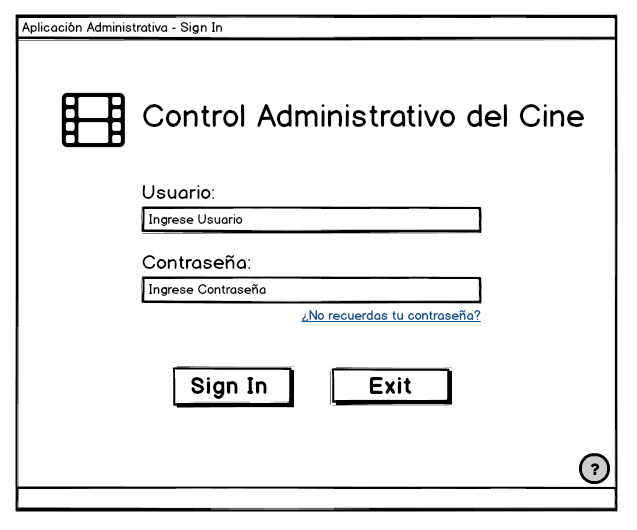 Aplicación Administrativa - Sign In
Control Administrativo del Cine
Usuario:
Ingrese Usuario
Contraseña:
Ingrese Contraseña
¿No recuerdas tu contraseña?
Sign In
Exit
?